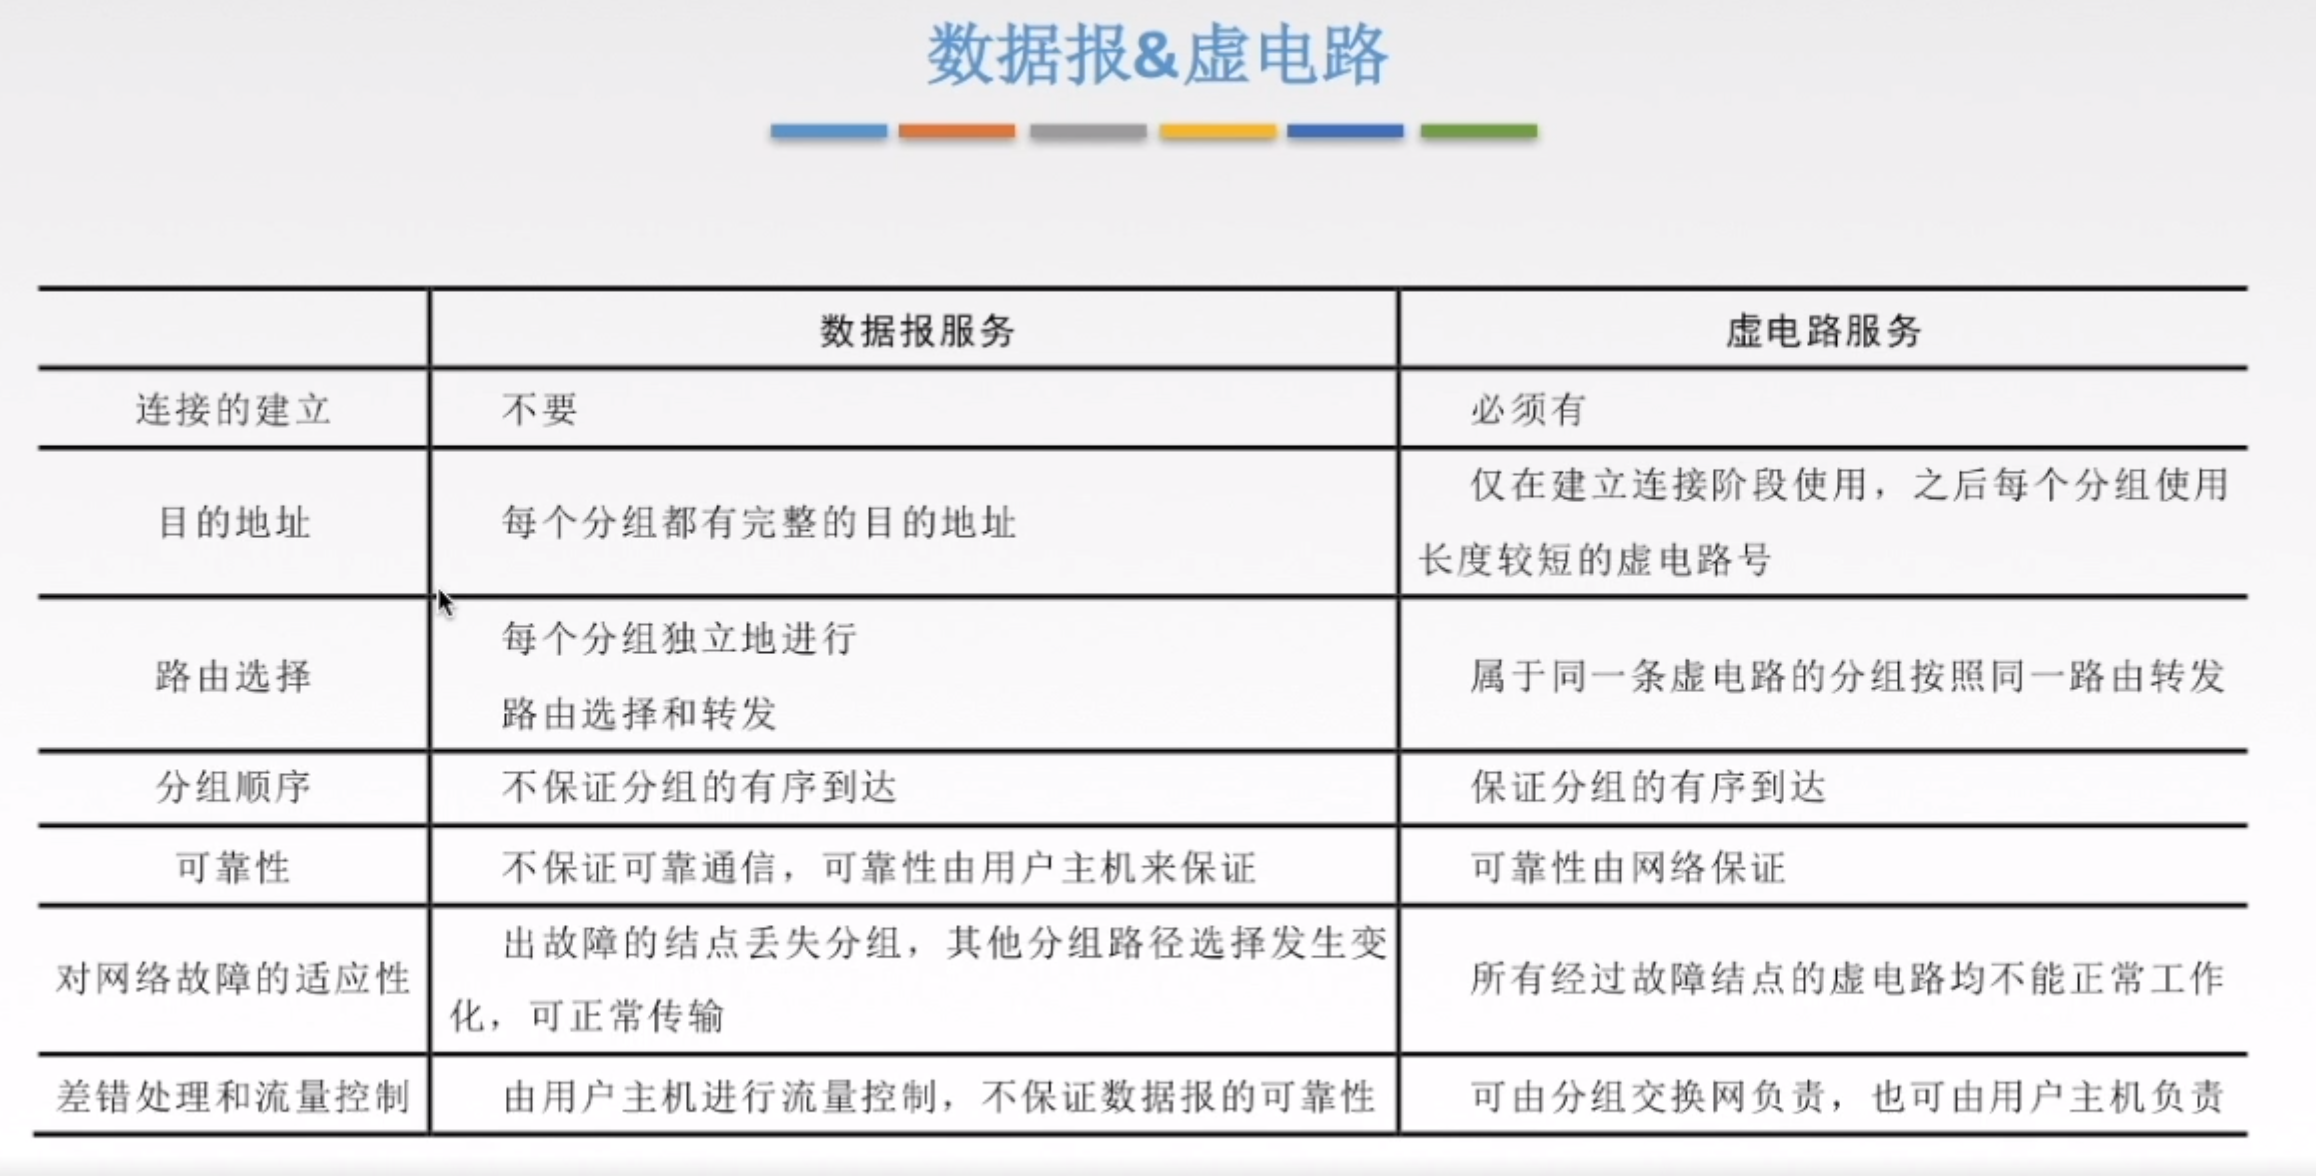 数据报&虚电路
数据报服务
虚电路服务
连接的建立
不要
必须有
目的地址
每个分组都有完整的目的地址
仅在建立连接阶段使用，之后每个分组使用
长度较短的虚电路号
路由选择
每个分组独立地进行
路由选择和转发
属于同一条虚电路的分组按照同一路由转发
分组顺序
不保证分组的有序到达
保证分组的有序到达
可靠性
不保证可靠通信，可靠性由用户主机来保证
可靠性由网络保证
对网络故障的适应性
出故障的结点丢失分组，其他分组路径选择发生变
化，可正常传输
所有经过故障结点的虚电路均不能正常工作
差错处理和流量控制
由用户主机进行流量控制，不保证数据报的可靠性
可由分组交换网负责，也可由用户主机负责